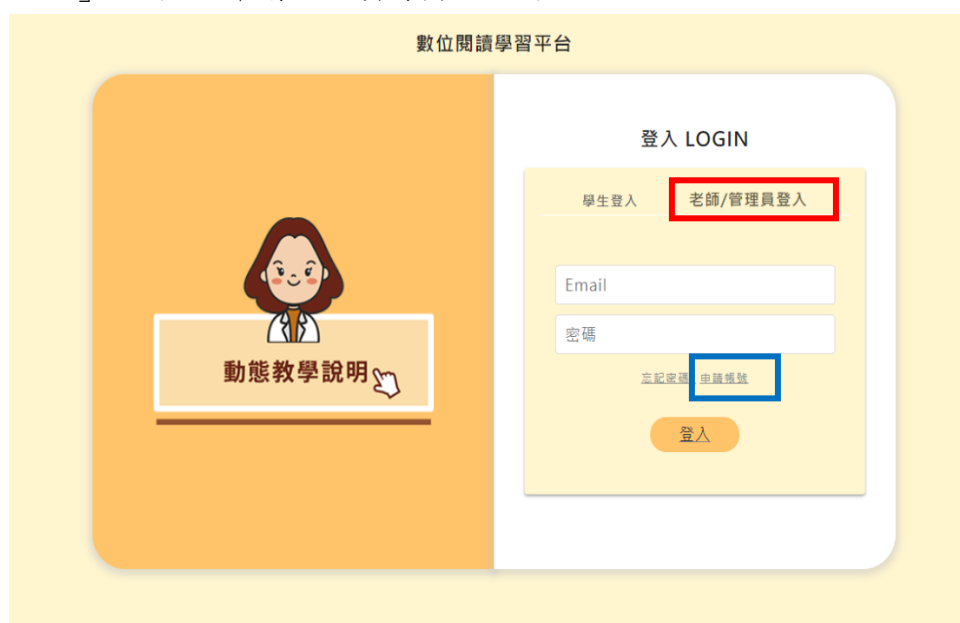 數位閱讀學習平台
登入 LOGIN
學生登入 老師/管理員登入
Email
密碼
忘記密碼 申請帳號
登入
動態教學說明